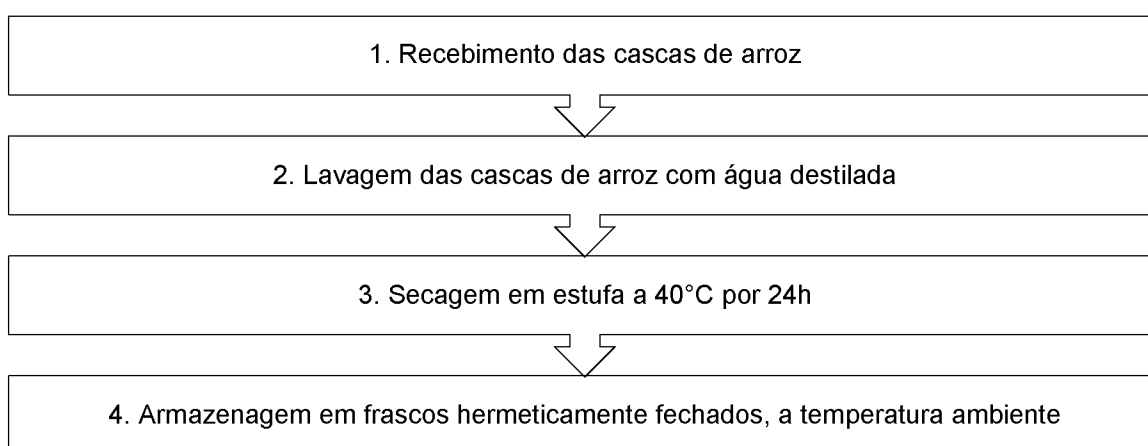 1. Recebimento das cascas de arroz
2. Lavagem das cascas de arroz com água destilada
3. Secagem em estufa a 40°C por 24h
4. Armazenagem em frascos hermeticamente fechados, a temperatura ambiente